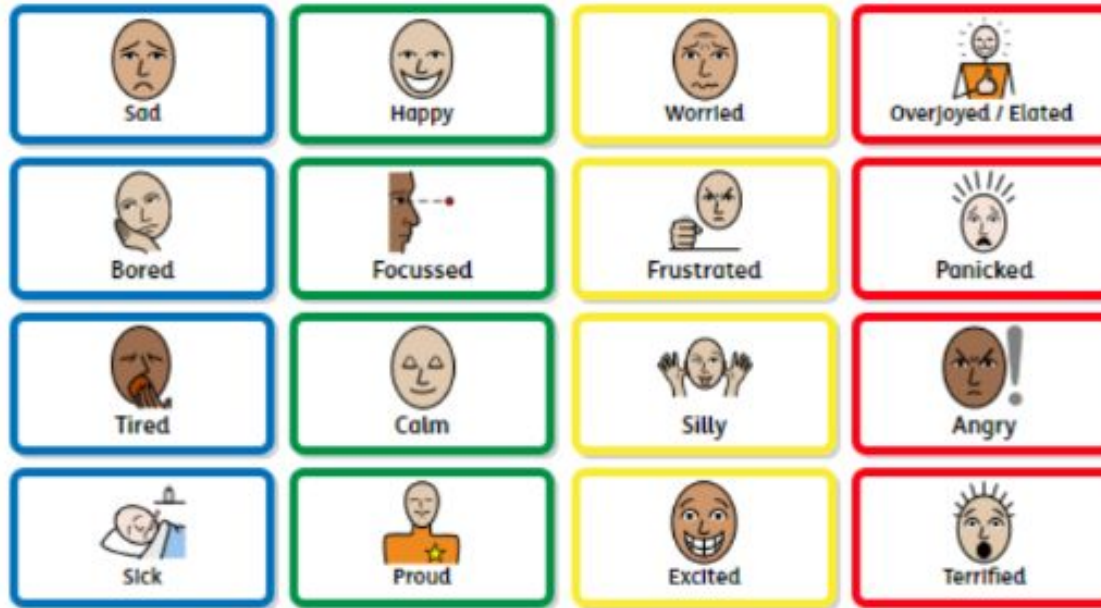 Sad
Happy
Worried
Overjoyed / Elated
Bored
Focussed
Frustrated
Panicked
Tired
Calm
Silly
Angry
Sick
Proud
Excited
Terrified